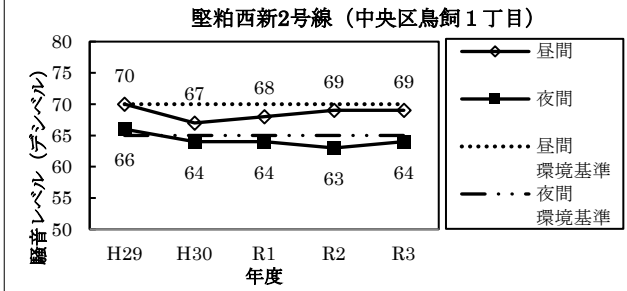 堅粕西新2号線（中央区鳥飼１丁目）
騒音レベル（デシベル）
80
75
70
65
60
55
50
70
67
68
69
69
66
64
64
63
64
H29
H30
R1
R2
R3
年度
昼間
夜間
昼間
環境基準
夜間
環境基準